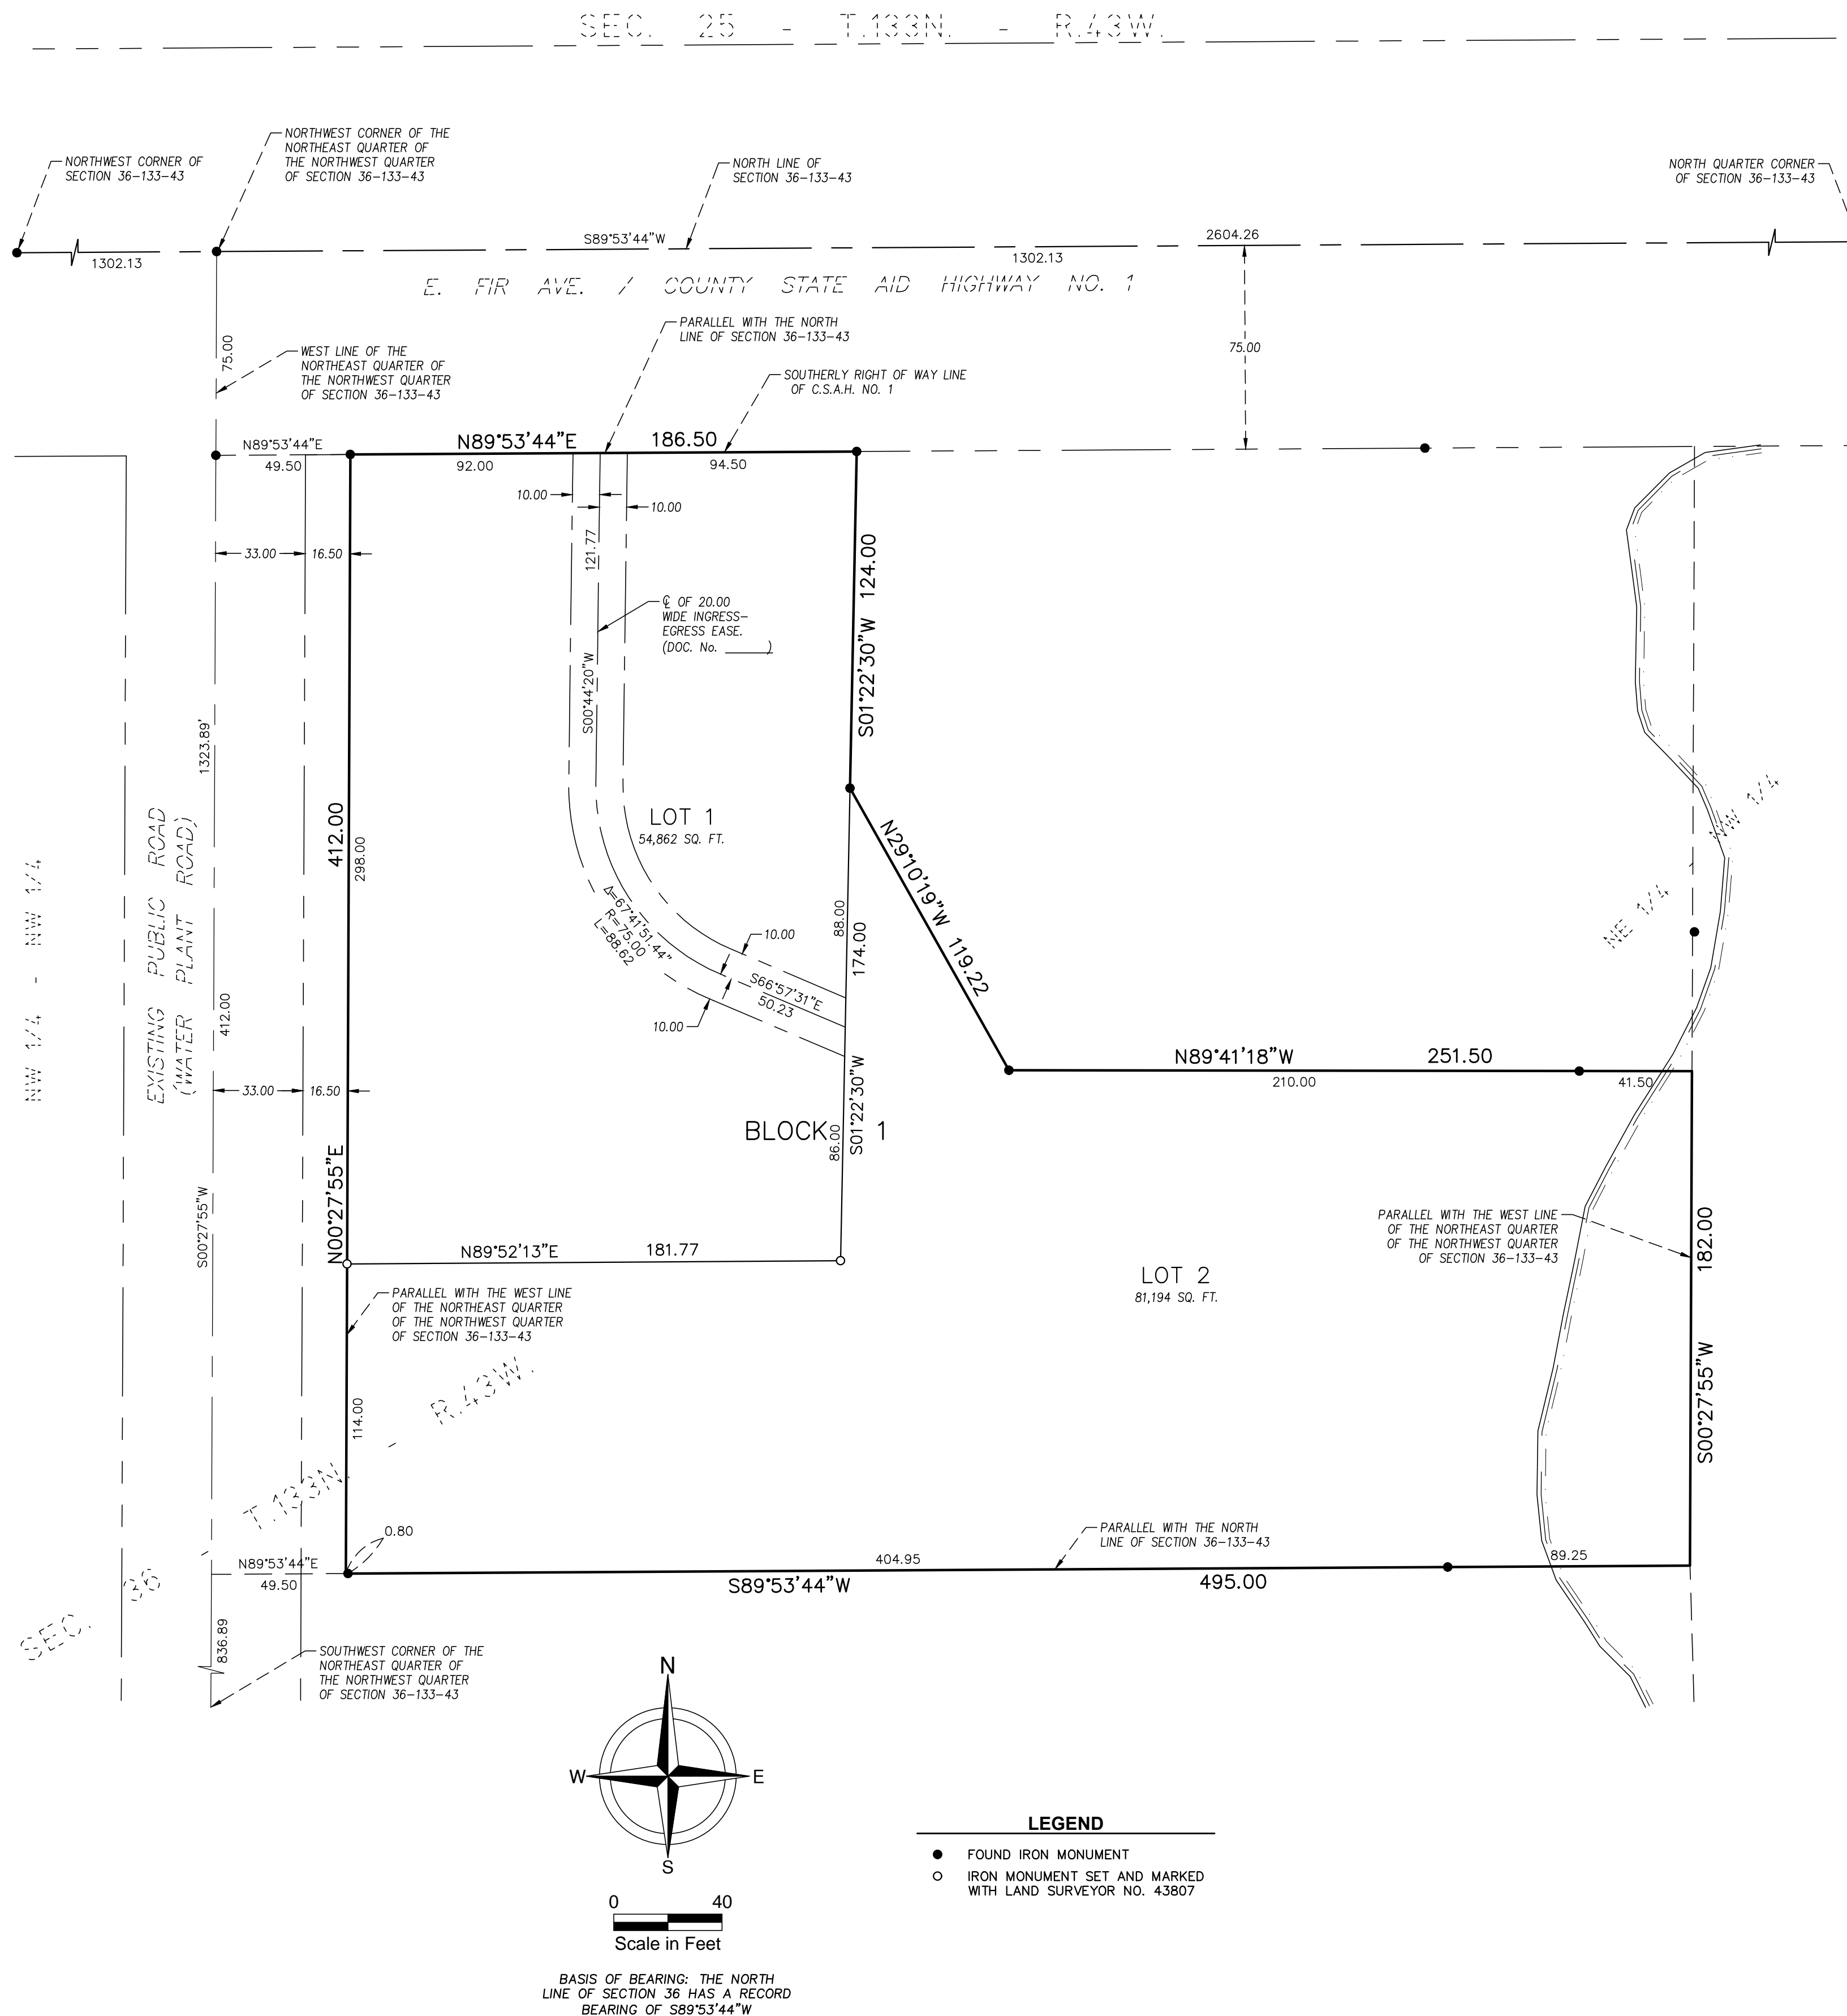 SEC. 25 - T.133N. - R.43W.
NORTHWEST CORNER OF
SECTION 36-133-43
NORTHWEST CORNER OF THE
NORTHEAST QUARTER OF
THE NORTHWEST QUARTER
OF SECTION 36-133-43
NORTH LINE OF
SECTION 36-133-43
NORTH QUARTER CORNER
OF SECTION 36-133-43
S89°53'44"W
2604.26
1302.13
1302.13
E. FIR AVE. / COUNTY STATE AID HIGHWAY NO. 1
75.00
75.00
PARALLEL WITH THE NORTH
LINE OF SECTION 36-133-43
WEST LINE OF THE
NORTHEAST QUARTER OF
THE NORTHWEST QUARTER
OF SECTION 36-133-43
SOUTHERLY RIGHT OF WAY LINE
OF C.S.A.H. NO. 1
N89°53'44"E
49.50
N89°53'44"E 186.50
92.00
94.50
10.00
10.00
33.00
16.50
121.77
S00°44'20"W
℄ OF 20.00
WIDE INGRESS-
EGRESS EASE.
(DOC. No. ______)
S01°22'30"W 124.00
1323.89'
412.00
298.00
LOT 1
54,862 SQ. FT.
Δ=67°41'51.44"
R=75.00
L=88.62
10.00
S66°57'31"E
50.23
10.00
88.00
174.00
N29°10'19"W 119.22
NE 1/4 - NW 1/4
NW 1/4 - NW 1/4
EXISTING PUBLIC ROAD
(WATER PLANT ROAD)
412.00
33.00
16.50
N89°41'18"W 251.50
210.00
41.50
BLOCK 1
86.00
S01°22'30"W
N00°27'55"E
S00°27'55"W
N89°52'13"E 181.77
PARALLEL WITH THE WEST LINE
OF THE NORTHEAST QUARTER
OF THE NORTHWEST QUARTER
OF SECTION 36-133-43
182.00
S00°27'55"W
LOT 2
81,194 SQ. FT.
PARALLEL WITH THE WEST LINE
OF THE NORTHEAST QUARTER
OF THE NORTHWEST QUARTER
OF SECTION 36-133-43
114.00
SEC. 36 - T.133N. - R.43W.
0.80
N89°53'44"E
49.50
PARALLEL WITH THE NORTH
LINE OF SECTION 36-133-43
404.95
89.25
S89°53'44"W 495.00
836.89
SOUTHWEST CORNER OF THE
NORTHEAST QUARTER OF
THE NORTHWEST QUARTER
OF SECTION 36-133-43
N
W E
S
0 40
Scale in Feet
LEGEND
FOUND IRON MONUMENT
IRON MONUMENT SET AND MARKED
WITH LAND SURVEYOR NO. 43807
BASIS OF BEARING: THE NORTH
LINE OF SECTION 36 HAS A RECORD
BEARING OF S89°53'44"W